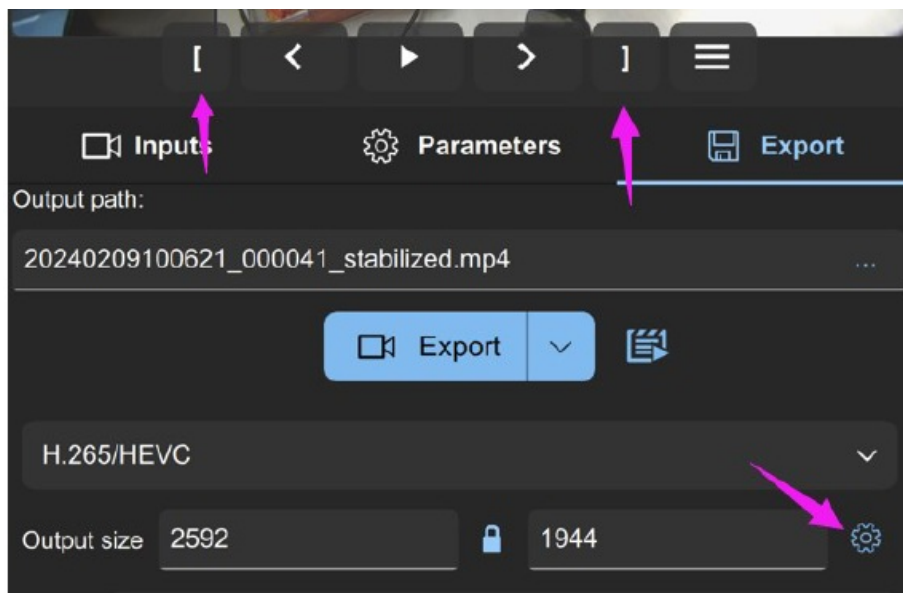 [ ]
Inputs Parameters Export
Output path:
20240209100621_000041_stabilized.mp4 ...
Export
H.265/HEVC
Output size 2592 1944